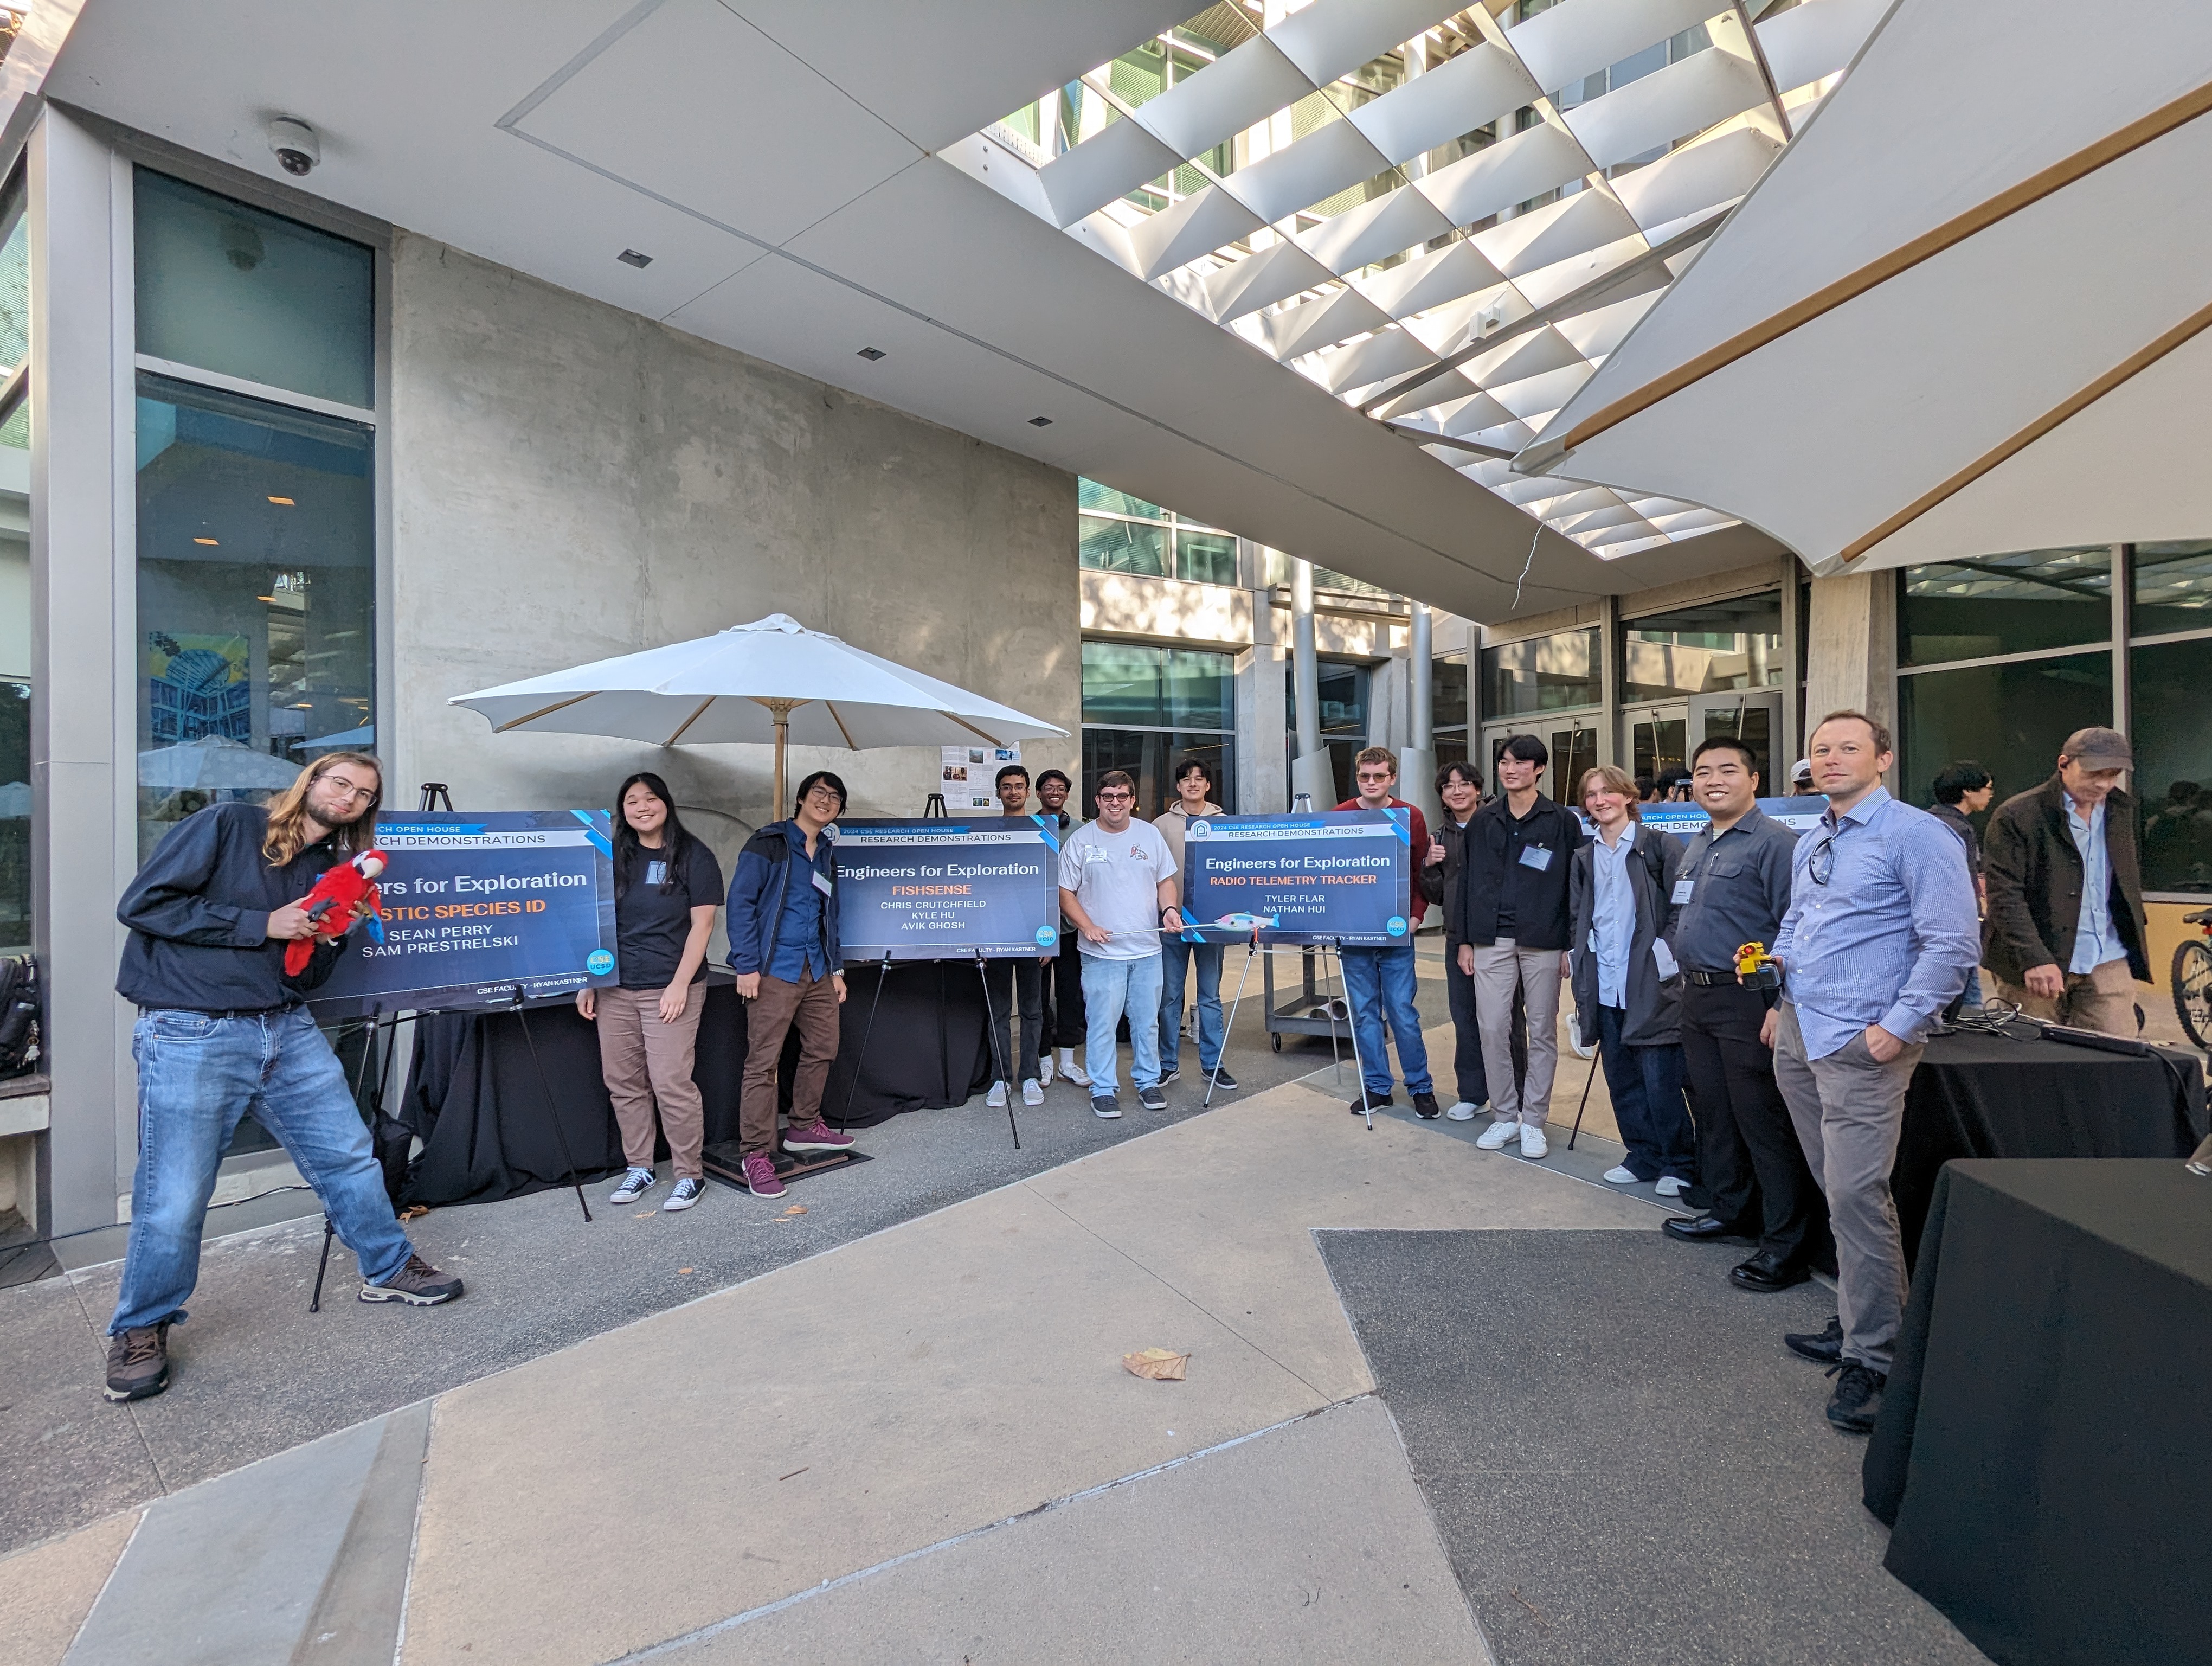 RCH OPEN HOUSE
RCH DEMONSTRATIONS
ers for Exploration
STIC SPECIES ID
SEAN PERRY
SAM PRESTRELSKI
CSE
UCSD
CSE FACULTY - RYAN KASTNER
2024 CSE RESEARCH OPEN HOUSE
RESEARCH DEMONSTRATIONS
Engineers for Exploration
FISHSENSE
CHRIS CRUTCHFIELD
KYLE HU
AVIK GHOSH
CSE
UCSD
CSE FACULTY - RYAN KASTNER
2024 CSE RESEARCH OPEN HOUSE
RESEARCH DEMONSTRATIONS
Engineers for Exploration
RADIO TELEMETRY TRACKER
TYLER FLAR
NATHAN HUI
CSE
UCSD
CSE FACULTY - RYAN KASTNER